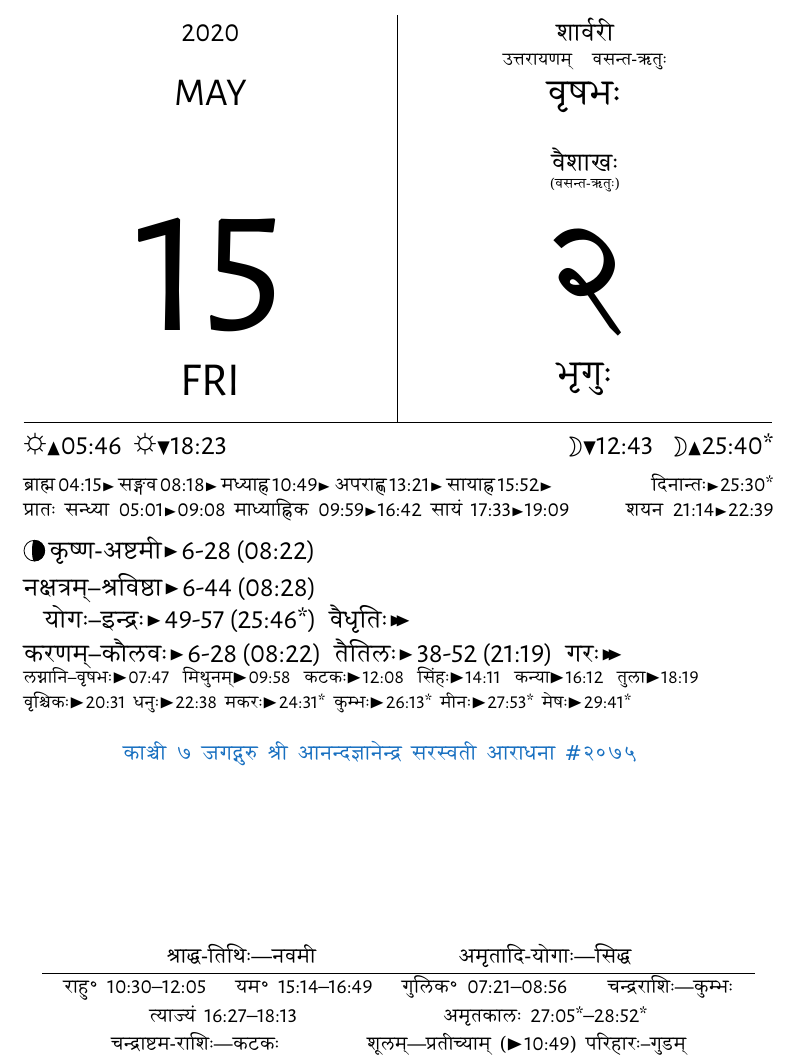 2020
MAY
15
FRI
शार्वरी
उत्तरायणम् वसन्त-ऋतुः
वृषभः
वैशाखः
(वसन्त-ऋतुः)
२
भृगुः
▲05:46 ▼18:23 ▼12:43 ▲25:40*
ब्राह्म 04:15► सङ्गव 08:18► मध्याह्न 10:49► अपराह्ण 13:21► सायाह्न 15:52► दिनान्तः►25:30*
प्रातः सन्ध्या 05:01►09:08 माध्याह्निक 09:59►16:42 सायं 17:33►19:09 शयन 21:14►22:39
कृष्ण-अष्टमी►6-28 (08:22)
नक्षत्रम्–श्रविष्ठा►6-44 (08:28)
योगः–इन्द्रः►49-57 (25:46*) वैधृतिः►►
करणम्–कौलवः►6-28 (08:22) तैतिलः►38-52 (21:19) गरः►►
लग्नानि–वृषभः►07:47 मिथुनम्►09:58 कटकः►12:08 सिंहः►14:11 कन्या►16:12 तुला►18:19
वृश्चिकः►20:31 धनुः►22:38 मकरः►24:31* कुम्भः►26:13* मीनः►27:53* मेषः►29:41*
काञ्ची ७ जगद्गुरु श्री आनन्दज्ञानेन्द्र सरस्वती आराधना #२०७५
श्राद्ध-तिथिः—नवमी अमृतादि-योगाः—सिद्ध
राहु° 10:30–12:05 यम° 15:14–16:49 गुलिक° 07:21–08:56 चन्द्रराशिः—कुम्भः
त्याज्यं 16:27–18:13 अमृतकालः 27:05*–28:52*
चन्द्राष्टम-राशिः—कटकः शूलम्—प्रतीच्याम् (►10:49) परिहारः–गुडम्